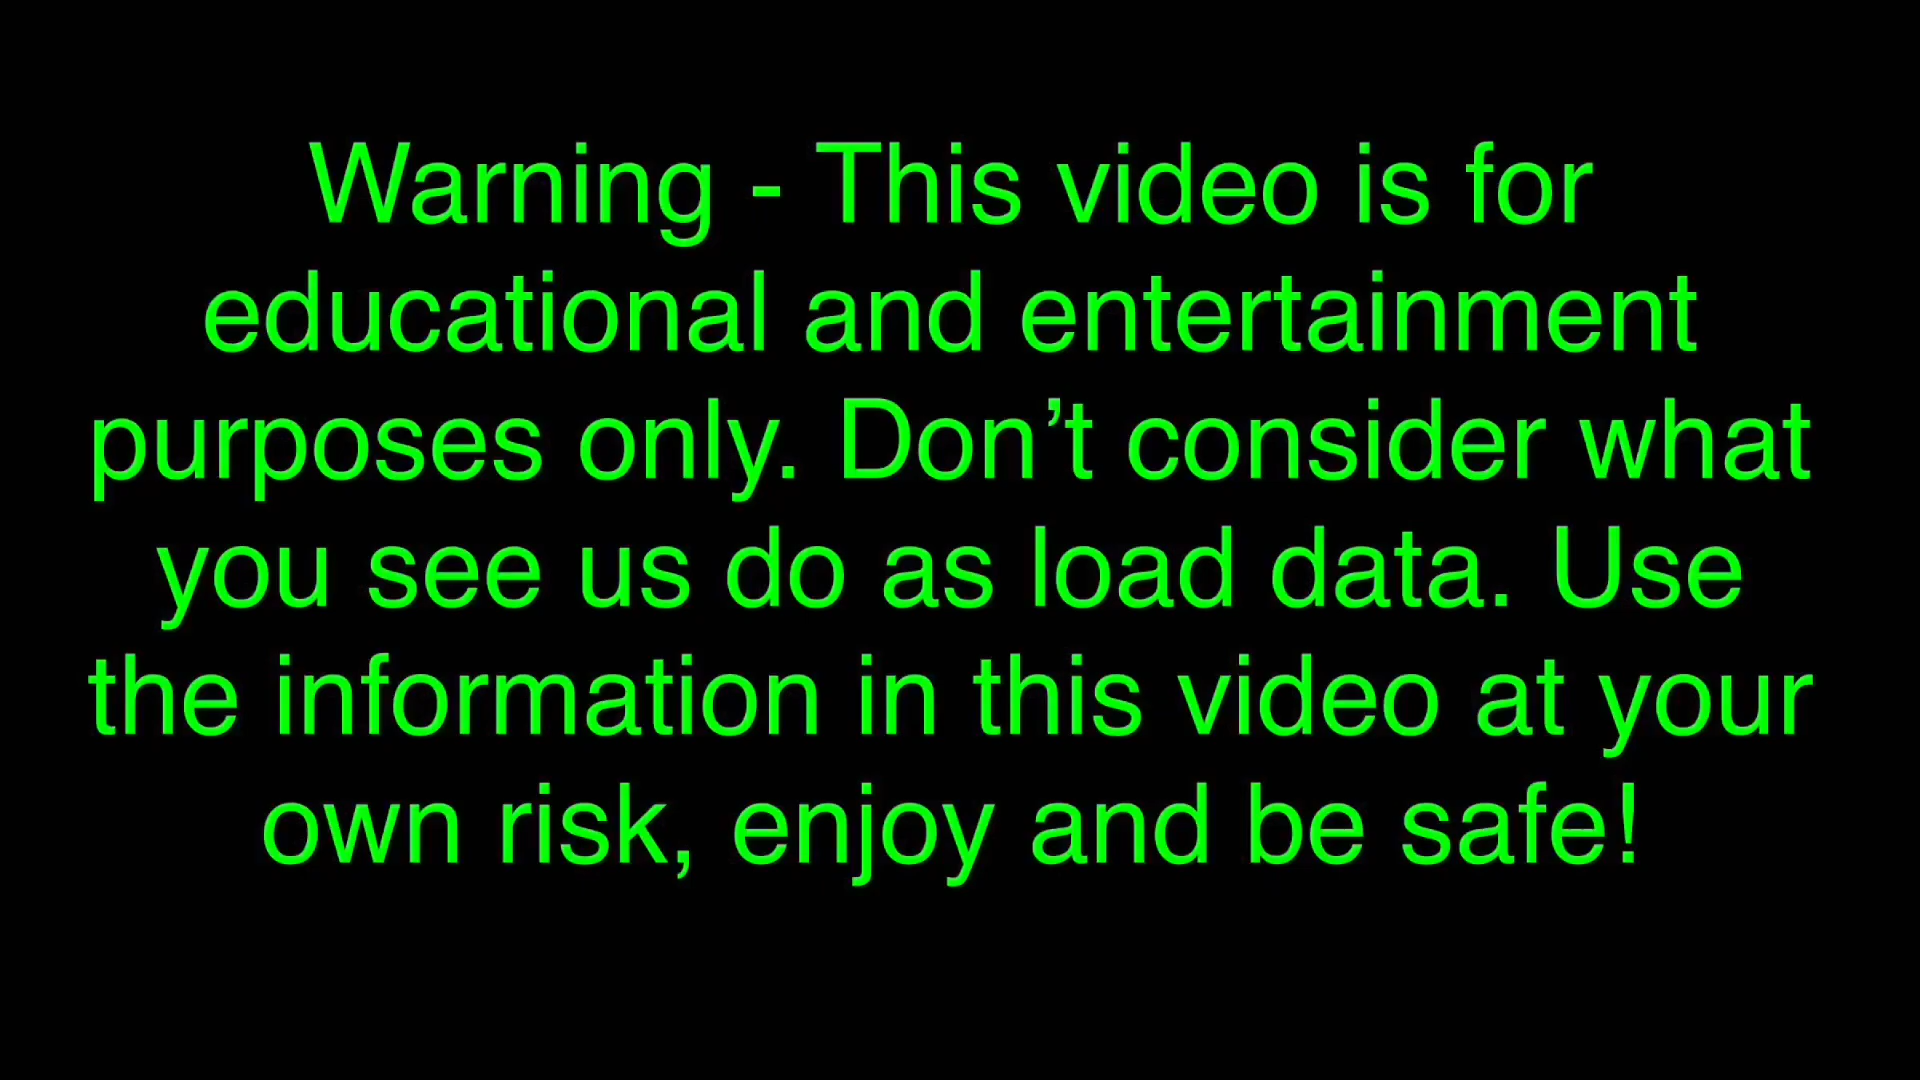 Warning - This video is for
educational and entertainment
purposes only. Don’t consider what
you see us do as load data. Use
the information in this video at your
own risk, enjoy and be safe!